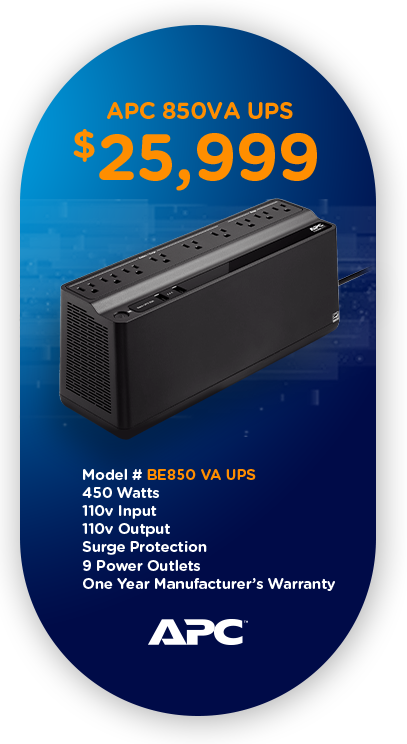 APC 850VA UPS
$25,999
APC
Model # BE850 VA UPS
450 Watts
110v Input
110v Output
Surge Protection
9 Power Outlets
One Year Manufacturer's Warranty
APC™